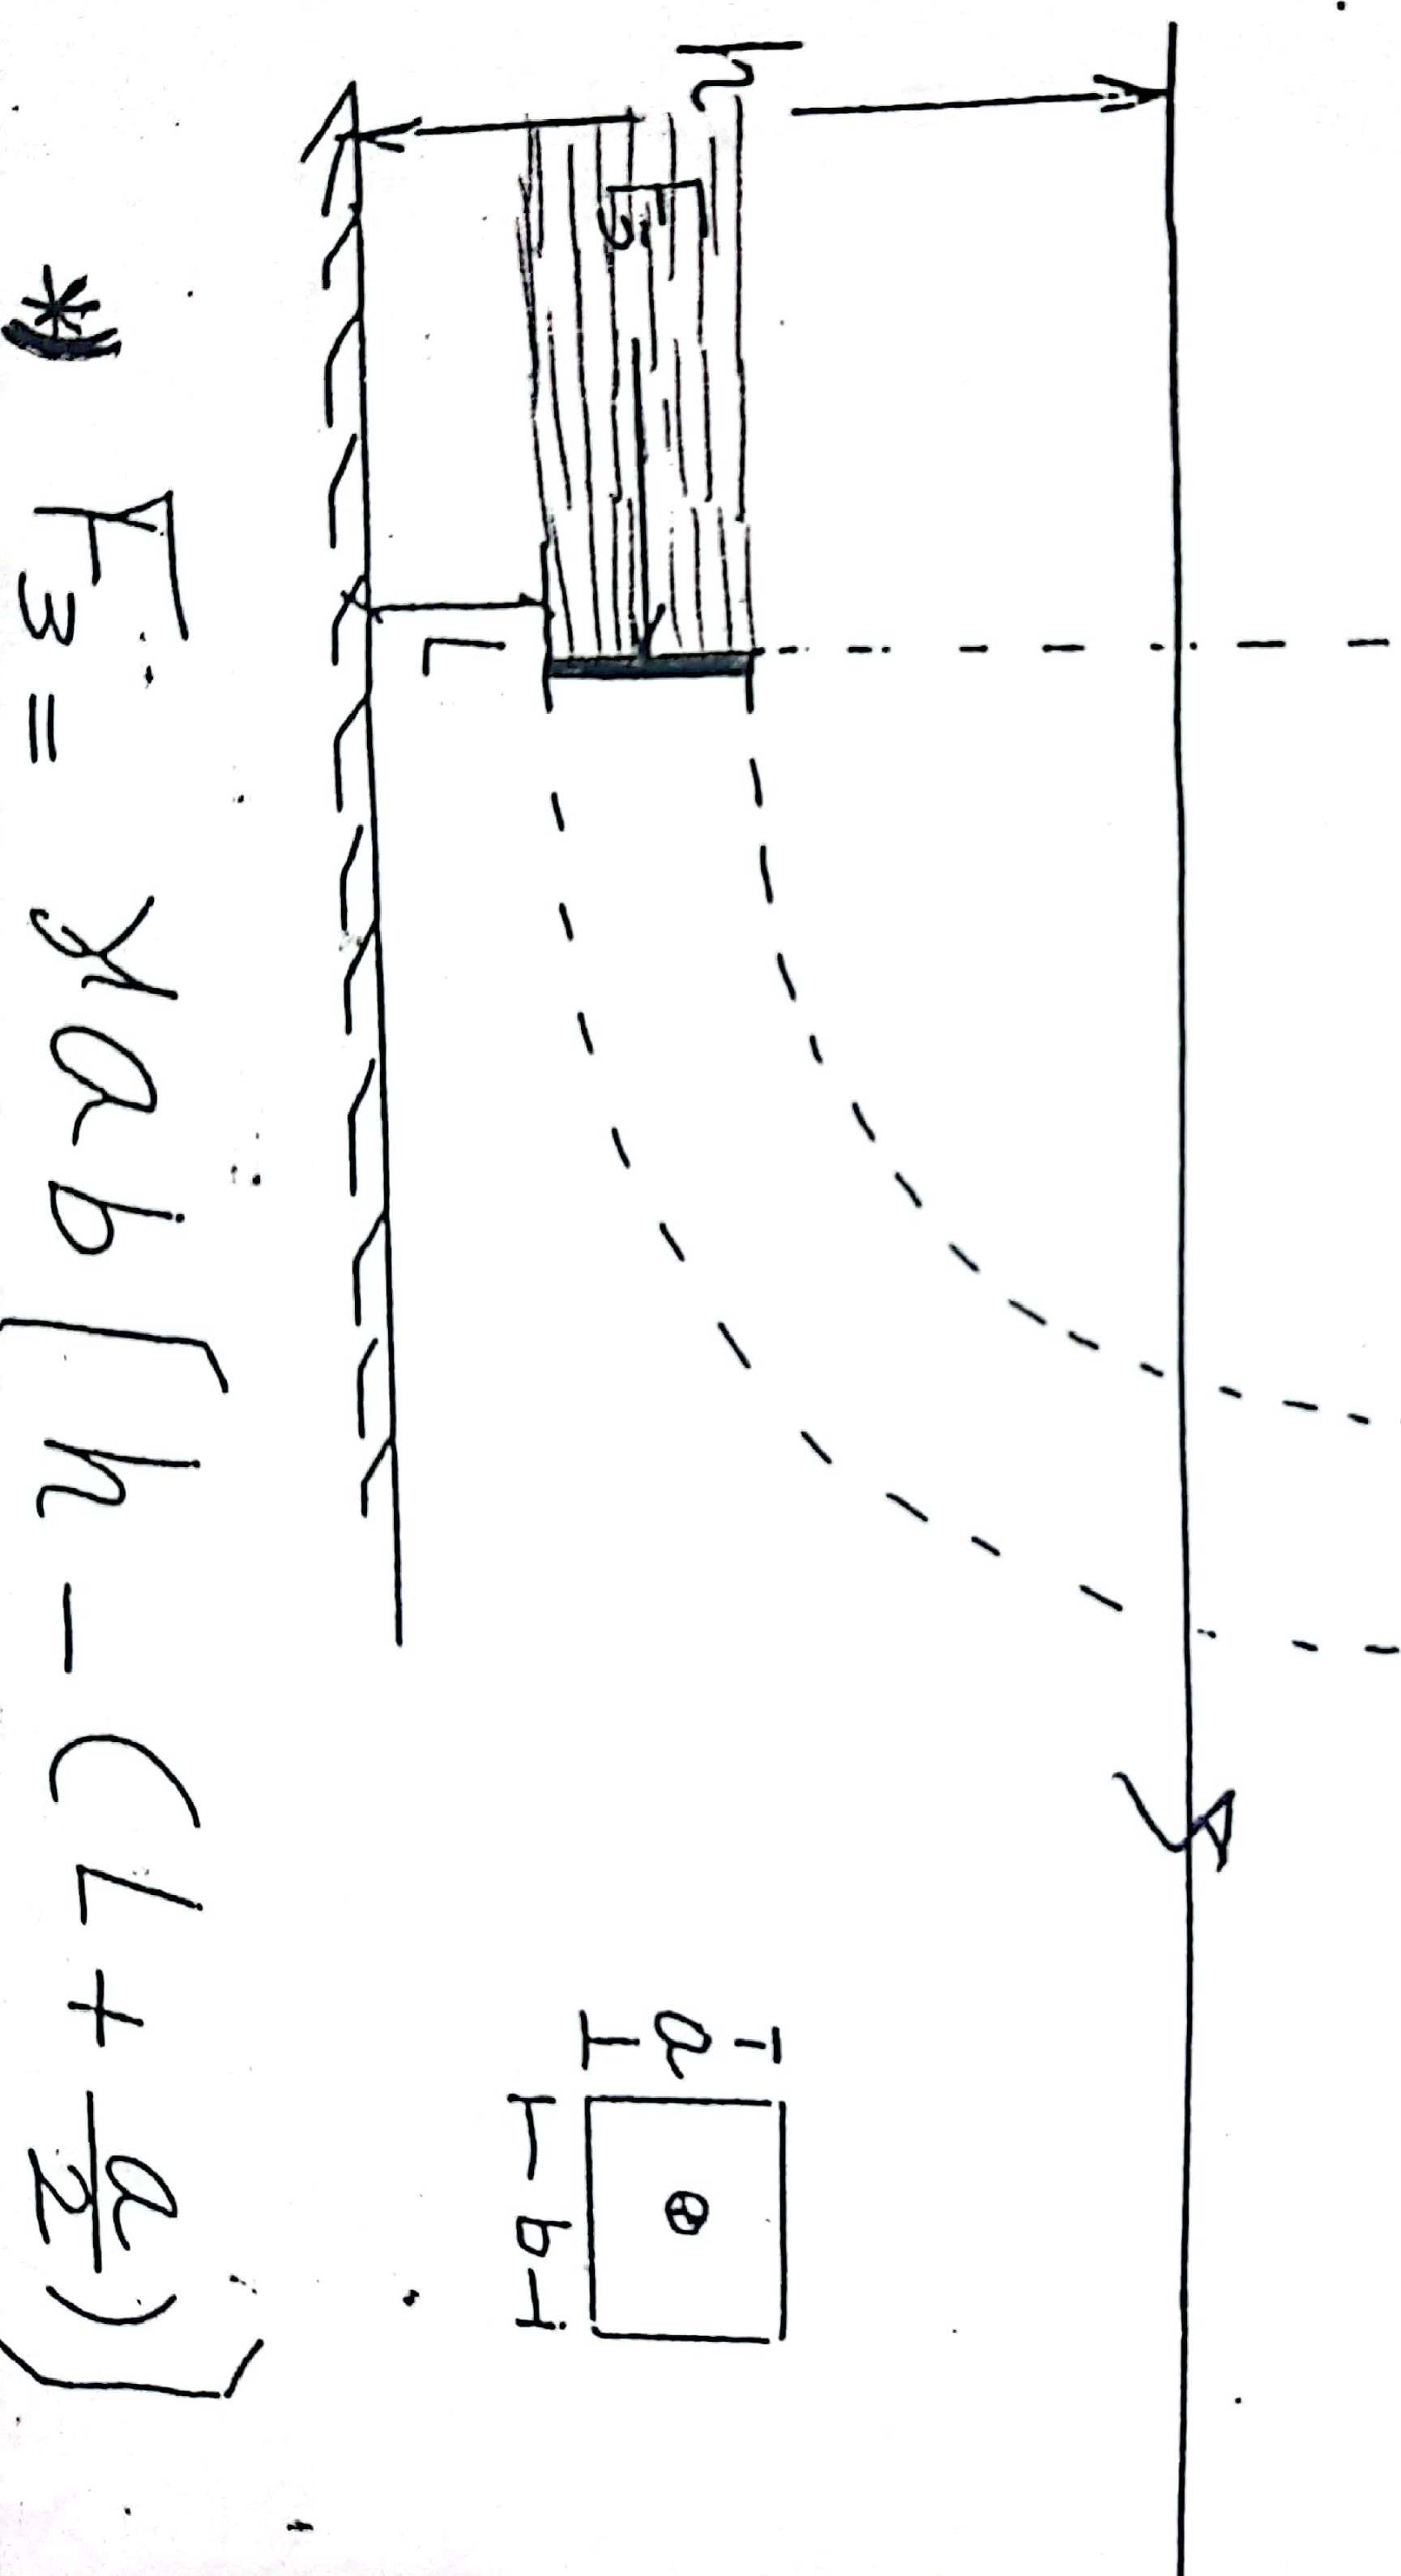 h
F₃
L
a
b
*) F₃ = γab[h - (L + a/2)]